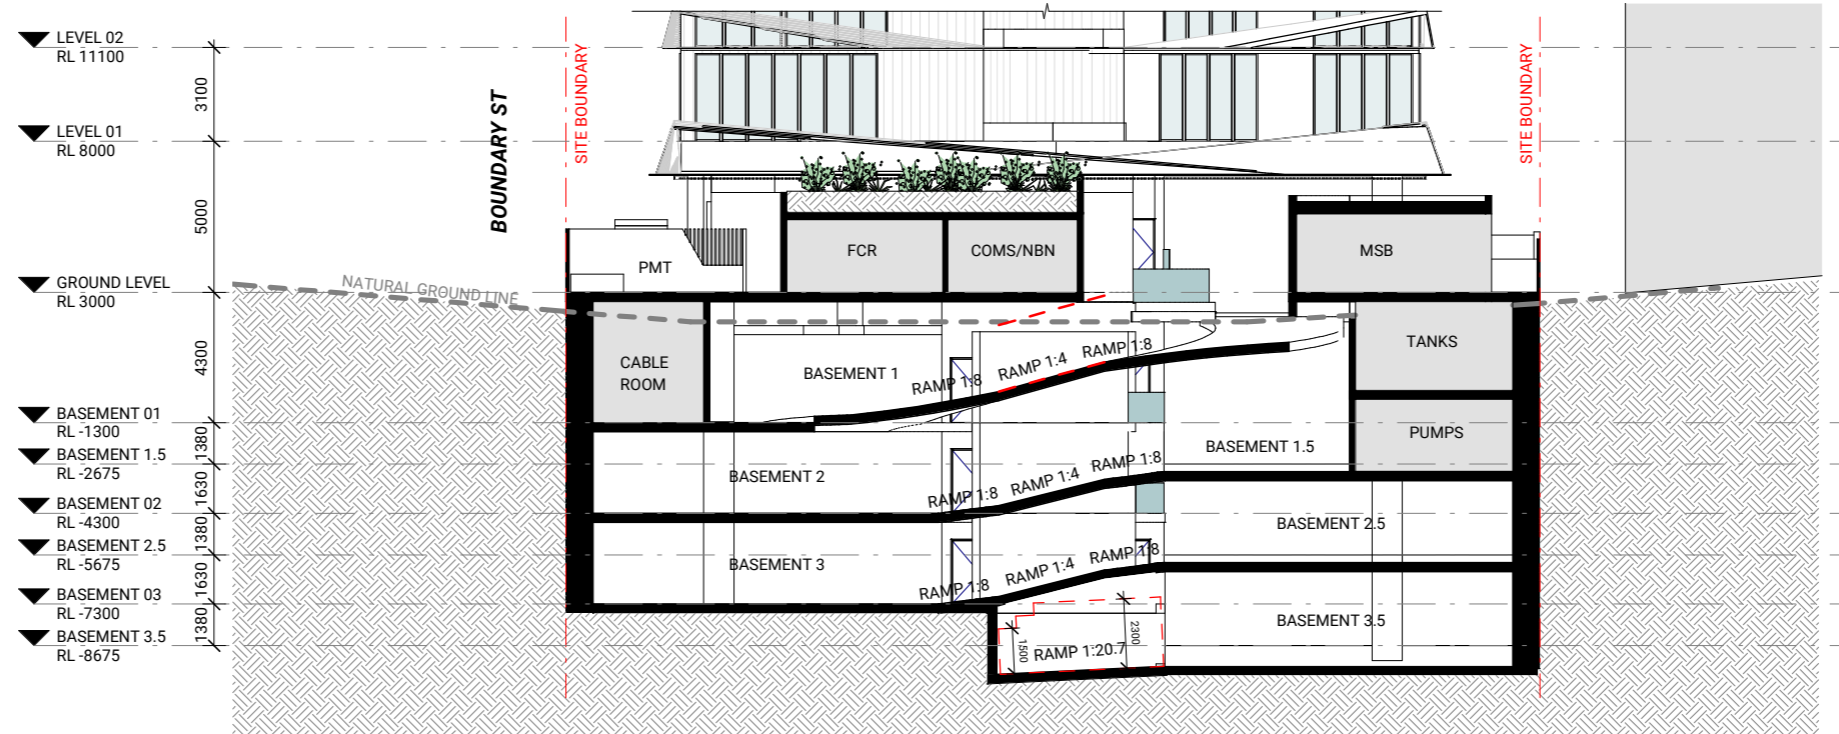 LEVEL 02
RL 11100
3100
LEVEL 01
RL 8000
5000
GROUND LEVEL
RL 3000
4300
BASEMENT 01
RL -1300
1380
BASEMENT 1.5
RL -2675
1630
BASEMENT 02
RL -4300
1380
BASEMENT 2.5
RL -5675
1630
BASEMENT 03
RL -7300
1380
BASEMENT 3.5
RL -8675
BOUNDARY ST
SITE BOUNDARY
SITE BOUNDARY
NATURAL GROUND LINE
PMT
FCR
COMS/NBN
MSB
CABLE
ROOM
BASEMENT 1
RAMP 1:8
RAMP 1:4
RAMP 1:8
TANKS
PUMPS
BASEMENT 1.5
BASEMENT 2
RAMP 1:8
RAMP 1:4
RAMP 1:8
BASEMENT 2.5
BASEMENT 3
RAMP 1:8
RAMP 1:4
RAMP 1:8
BASEMENT 3.5
1500
RAMP 1:20.7
2300